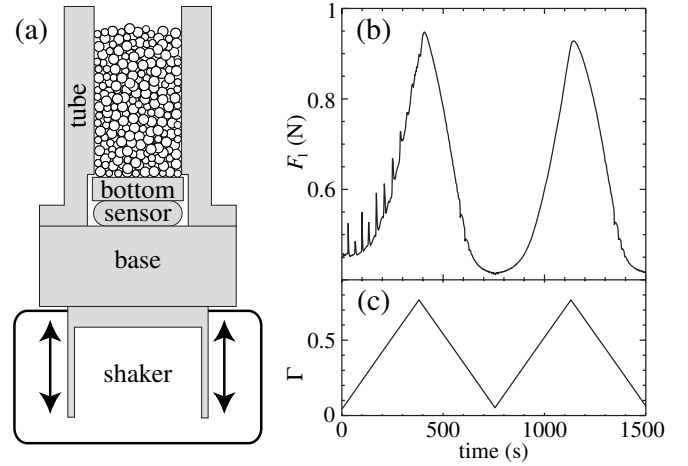 (a)
tube
bottom
sensor
base
shaker
(b)
F₁ (N)
1
0.8
0.6
(c)
Γ
0.5
0
0
500
1000
1500
time (s)